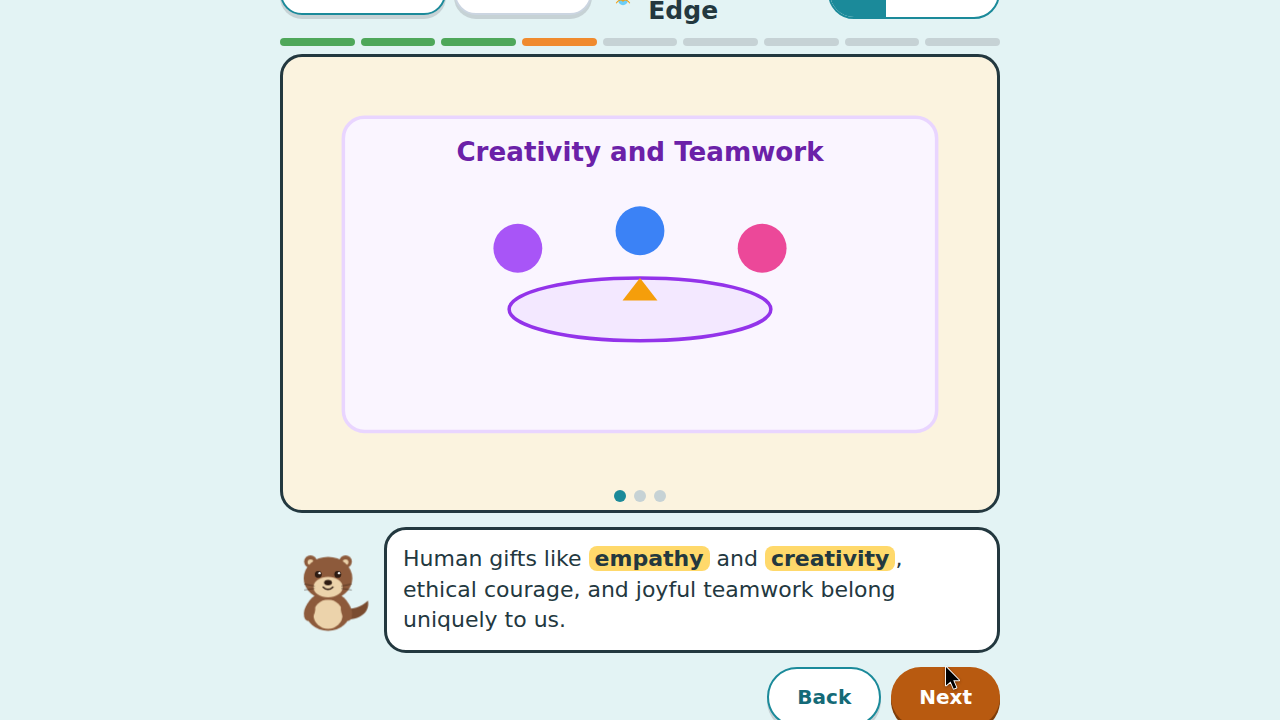 Edge
Creativity and Teamwork
Human gifts like empathy and creativity,
ethical courage, and joyful teamwork belong
uniquely to us.
Back
Next